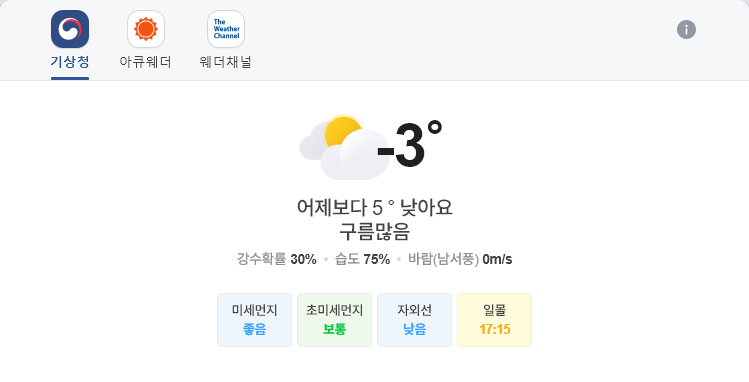 The
Weather
Channel
기상청 아큐웨더 웨더채널
-3°
어제보다 5 ° 낮아요
구름많음
강수확률 30% 습도 75% 바람(남서풍) 0m/s
미세먼지 초미세먼지 자외선 일몰
좋음 보통 낮음 17:15